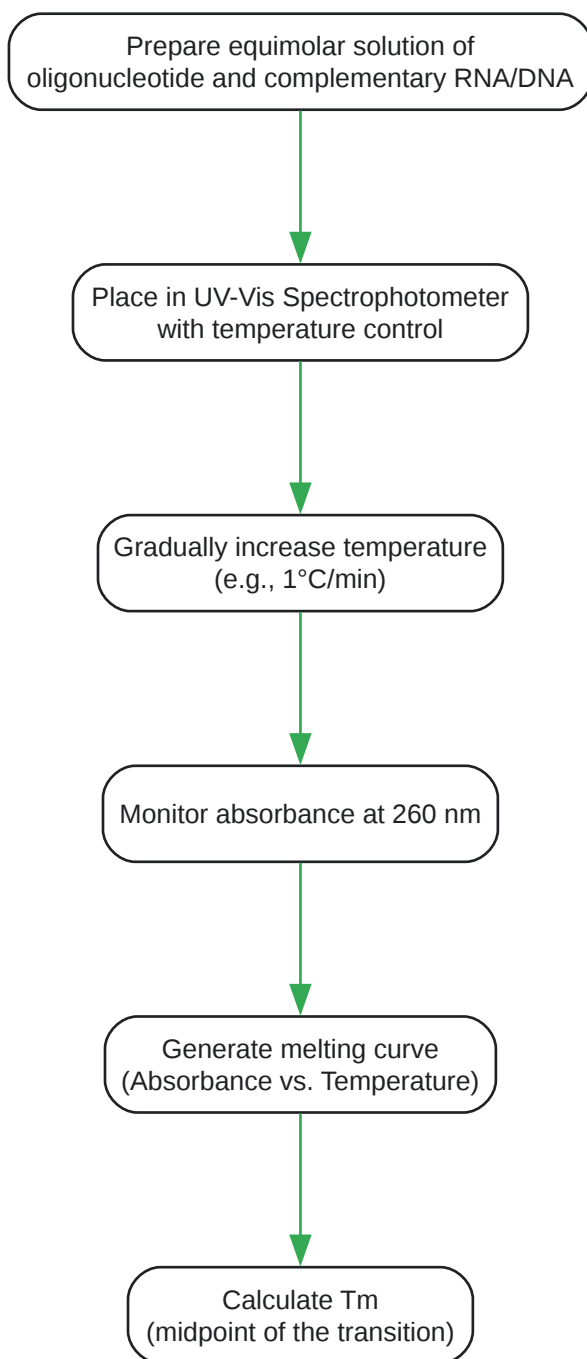 Prepare equimolar solution of
oligonucleotide and complementary RNA/DNA
Place in UV-Vis Spectrophotometer
with temperature control
Gradually increase temperature
(e.g., 1°C/min)
Monitor absorbance at 260 nm
Generate melting curve
(Absorbance vs. Temperature)
Calculate Tm
(midpoint of the transition)